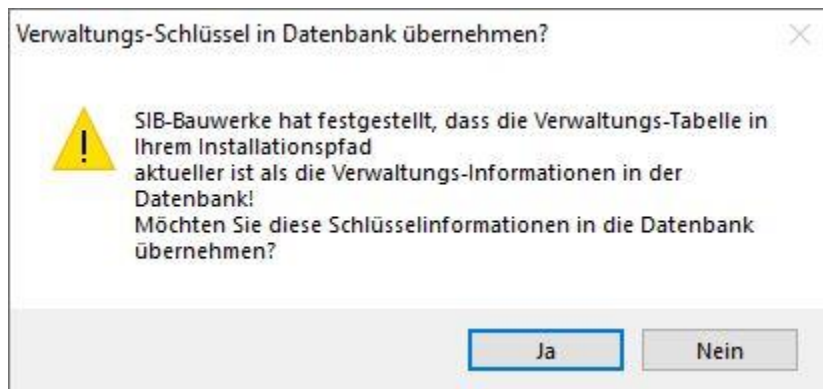 Verwaltungs-Schlüssel in Datenbank übernehmen?
SIB-Bauwerke hat festgestellt, dass die Verwaltungs-Tabelle in
Ihrem Installationspfad
aktueller ist als die Verwaltungs-Informationen in der
Datenbank!
Möchten Sie diese Schlüsselinformationen in die Datenbank
übernehmen?
Ja
Nein